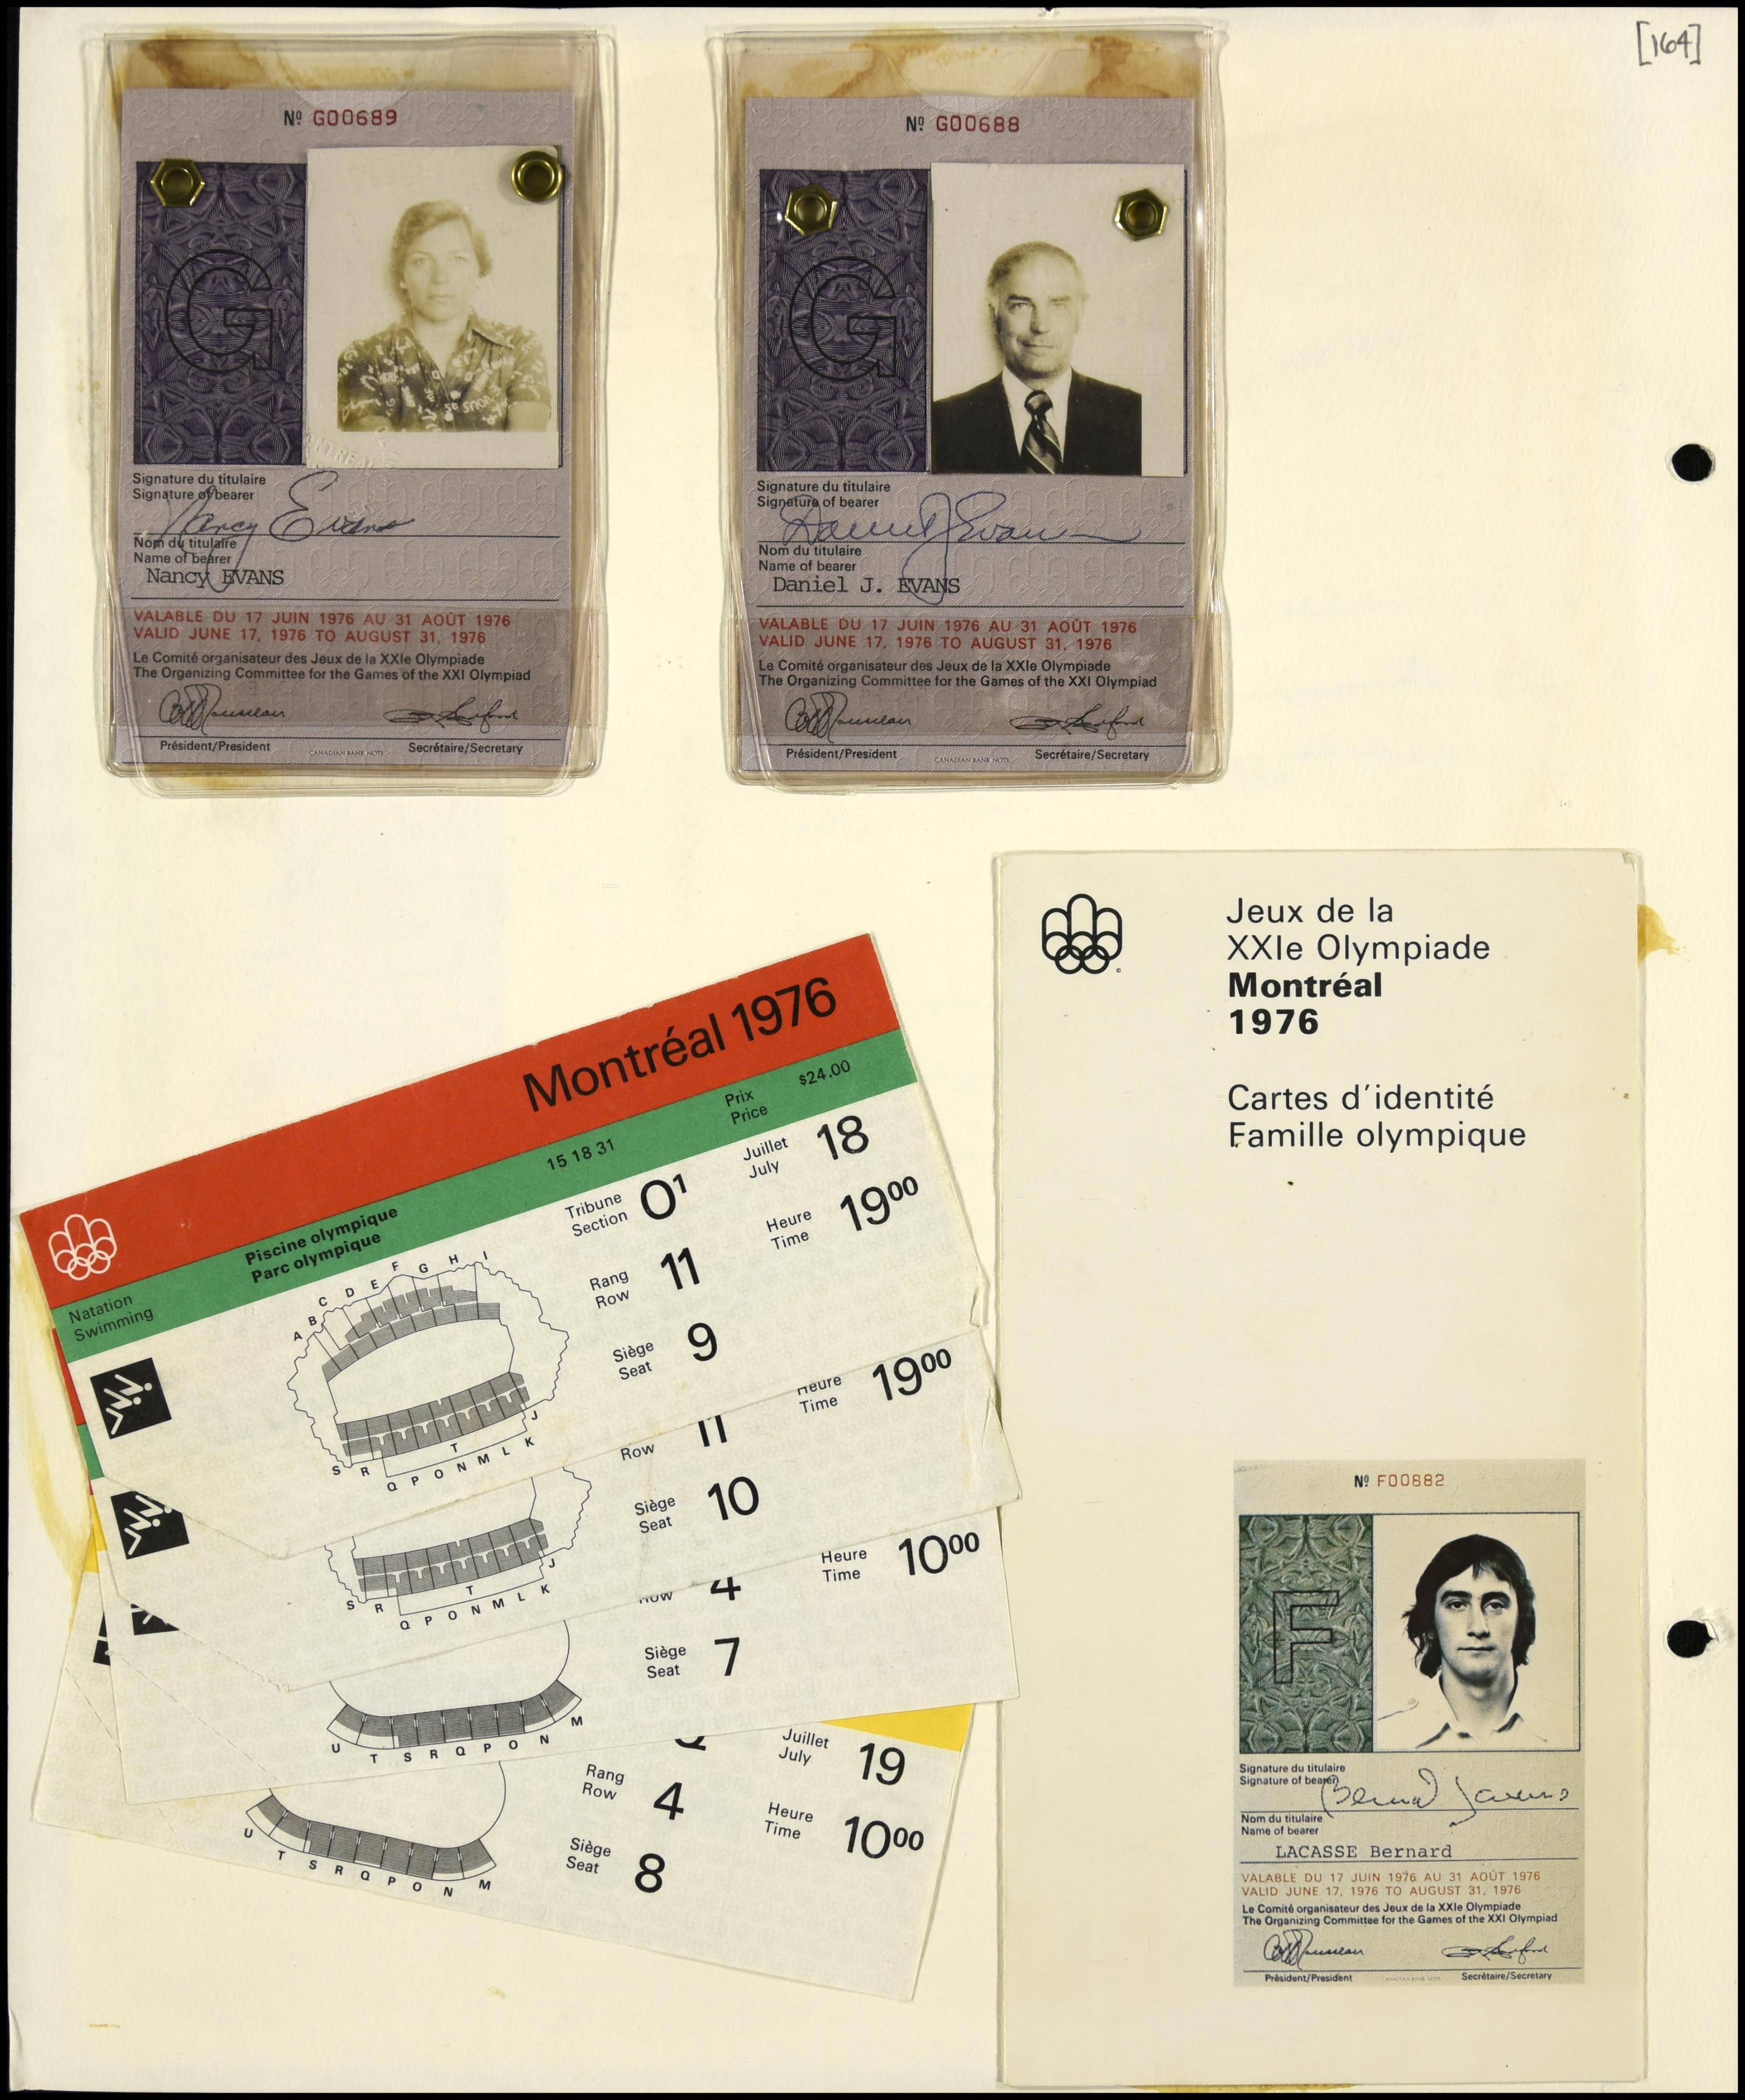 [164]
Nº G00689
G
Signature du titulaire
Signature of bearer
Nancy Evans
Nom du titulaire
Name of bearer
Nancy EVANS
VALABLE DU 17 JUIN 1976 AU 31 AOÛT 1976
VALID JUNE 17, 1976 TO AUGUST 31, 1976
Le Comité organisateur des Jeux de la XXIe Olympiade
The Organizing Committee for the Games of the XXI Olympiad
Président/President
CANADIAN BANK NOTE
Secrétaire/Secretary
Nº G00688
G
Signature du titulaire
Signature of bearer
Daniel J Evans
Nom du titulaire
Name of bearer
Daniel J. EVANS
VALABLE DU 17 JUIN 1976 AU 31 AOÛT 1976
VALID JUNE 17, 1976 TO AUGUST 31, 1976
Le Comité organisateur des Jeux de la XXIe Olympiade
The Organizing Committee for the Games of the XXI Olympiad
Président/President
CANADIAN BANK NOTE
Secrétaire/Secretary
Montréal 1976
Piscine olympique
Parc olympique
15 18 31
Prix
Price
$24.00
Natation
Swimming
Tribune
Section
O1
Juillet
July
18
Rang
Row
11
Heure
Time
1900
Siège
Seat
9
A B C D E F G H I
J
S R Q P O N M L K
T
Row
11
Heure
Time
1900
Siège
Seat
10
J
S R Q P O N M L K
T
Row
4
Heure
Time
1000
Siège
Seat
7
U T S R Q P O N M
Juillet
July
19
Rang
Row
4
Heure
Time
1000
Siège
Seat
8
U T S R Q P O N M
Jeux de la
XXIe Olympiade
Montréal
1976
Cartes d'identité
Famille olympique
Nº F00882
F
Signature du titulaire
Signature of bearer
Nom du titulaire
Name of bearer
LACASSE Bernard
VALABLE DU 17 JUIN 1976 AU 31 AOÛT 1976
VALID JUNE 17, 1976 TO AUGUST 31, 1976
Le Comité organisateur des Jeux de la XXIe Olympiade
The Organizing Committee for the Games of the XXI Olympiad
Président/President
CANADIAN BANK NOTE
Secrétaire/Secretary